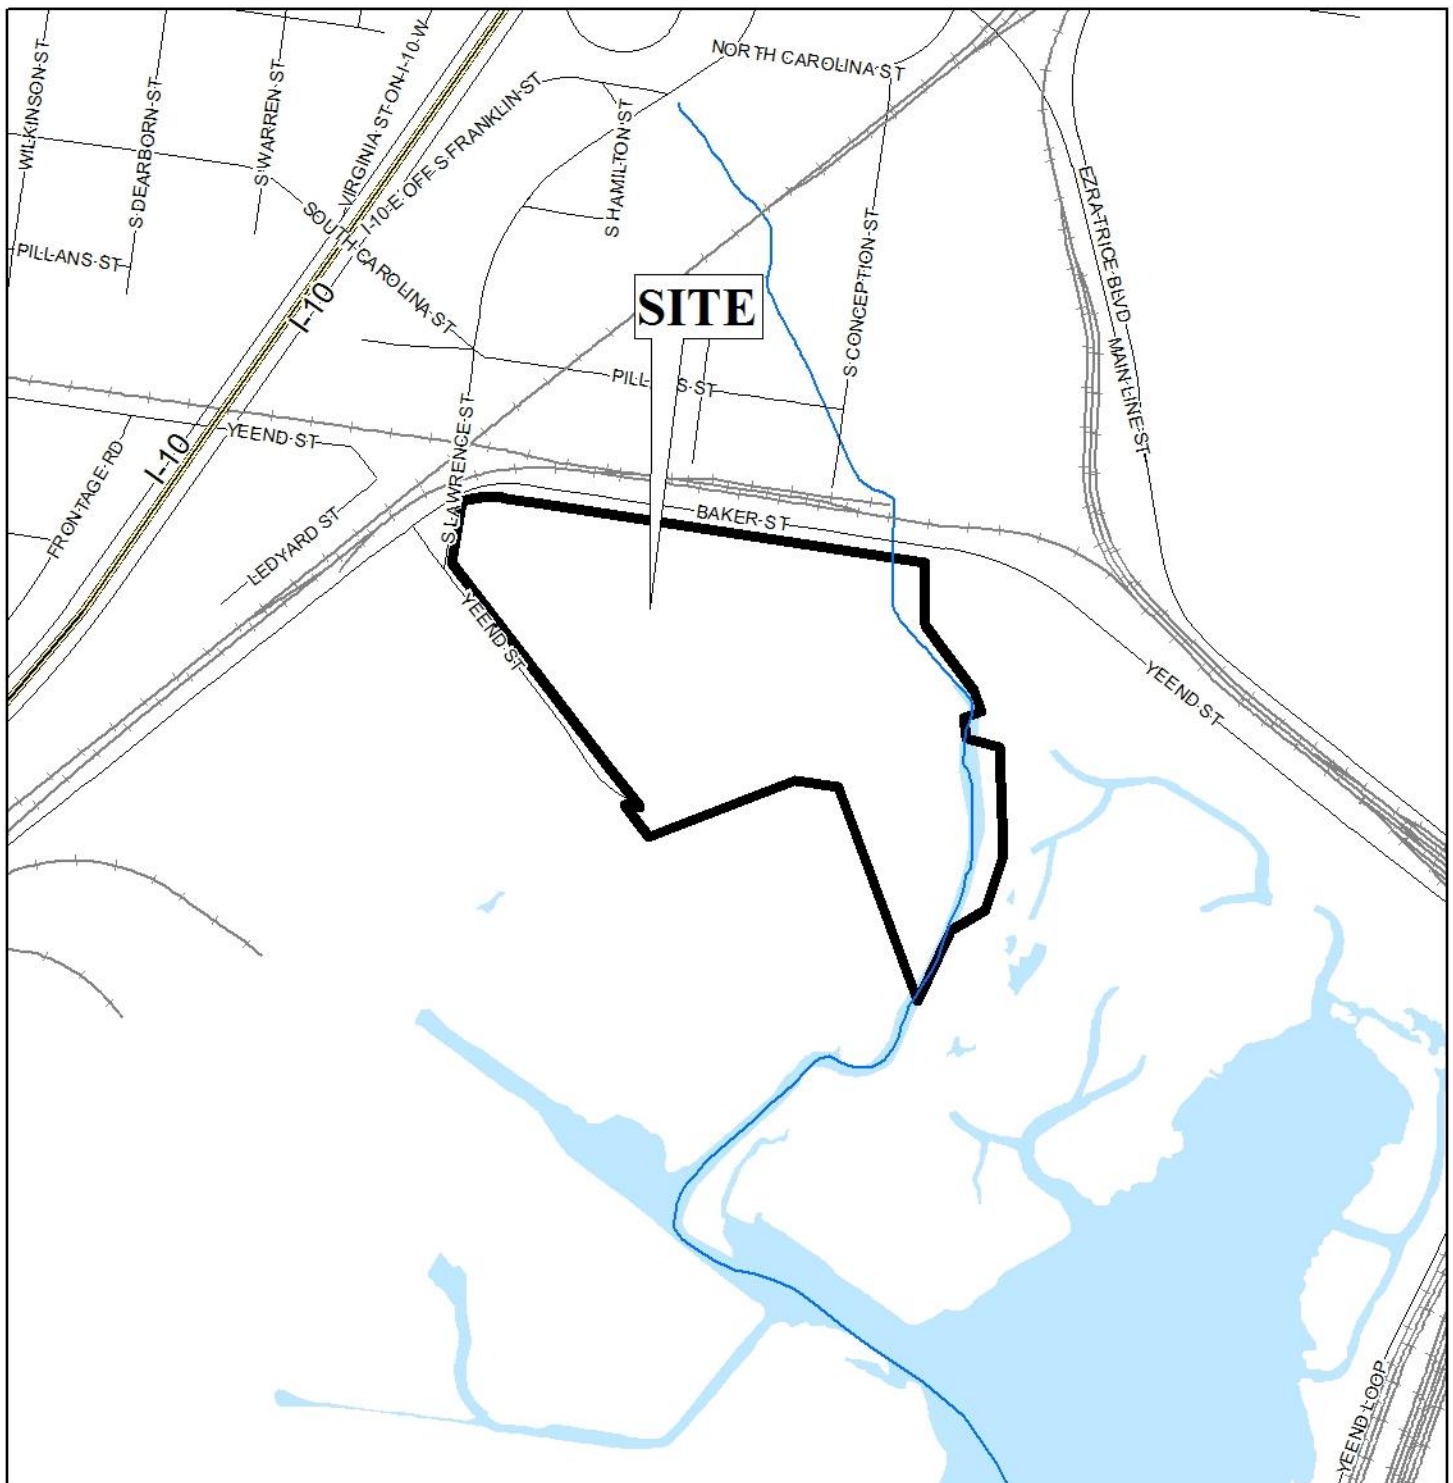 WILKINSON ST
S DEARBORN ST
S WARREN ST
VIRGINIA ST ON I-10 W
I-10 E OFF S FRANKLIN ST
NORTH CAROLINA ST
S HAMILTON ST
SOUTH CAROLINA ST
PILLANS ST
I-10
SITE
S CONCEPTION ST
EZRA TRICE BLVD
MAIN LINE ST
PILL S ST
YEEND ST
I-10
FRONTAGE RD
LEDYARD ST
S LAWRENCE ST
BAKER ST
YEEND ST
YEEND ST
YEEND LOOP